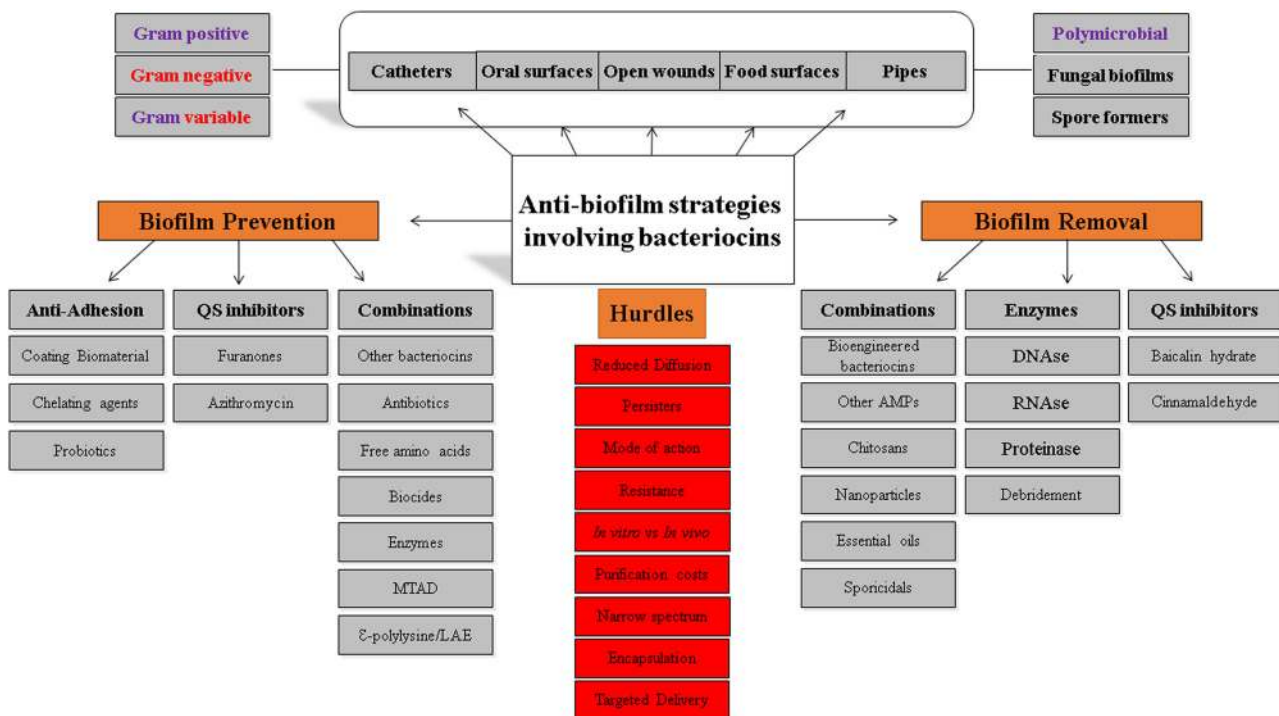 Gram positive
Gram negative
Gram variable
Catheters
Oral surfaces
Open wounds
Food surfaces
Pipes
Polymicrobial
Fungal biofilms
Spore formers
Anti-biofilm strategies
involving bacteriocins
Biofilm Prevention
Anti-Adhesion
Coating Biomaterial
Chelating agents
Probiotics
QS inhibitors
Furanones
Azithromycin
Combinations
Other bacteriocins
Antibiotics
Free amino acids
Biocides
Enzymes
MTAD
Ɛ-polylysine/LAE
Hurdles
Reduced Diffusion
Persisters
Mode of action
Resistance
In vitro vs In vivo
Purification costs
Narrow spectrum
Encapsulation
Targeted Delivery
Biofilm Removal
Combinations
Bioengineered
bacteriocins
Other AMPs
Chitosans
Nanoparticles
Essential oils
Sporicidals
Enzymes
DNAse
RNAse
Proteinase
Debridement
QS inhibitors
Baicalin hydrate
Cinnamaldehyde